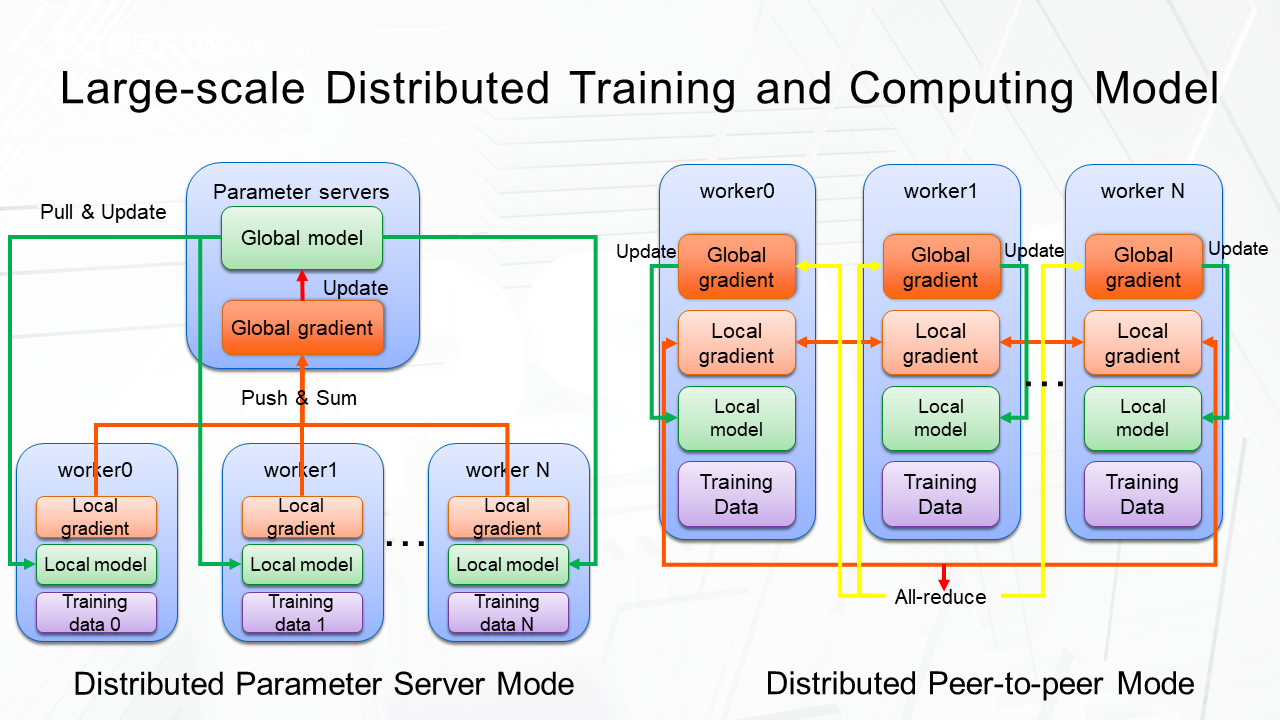 Large-scale Distributed Training and Computing Model
Parameter servers
Pull & Update
Global model
Update
Global gradient
Push & Sum
worker0
Local
gradient
Local model
Training
data 0
worker1
Local
gradient
Local model
Training
data 1
...
worker N
Local
gradient
Local model
Training
data N
Distributed Parameter Server Mode
worker0
Update
Global
gradient
Local
gradient
Local
model
Training
Data
worker1
Update
Global
gradient
Local
gradient
Local
model
Training
Data
...
worker N
Update
Global
gradient
Local
gradient
Local
model
Training
Data
All-reduce
Distributed Peer-to-peer Mode